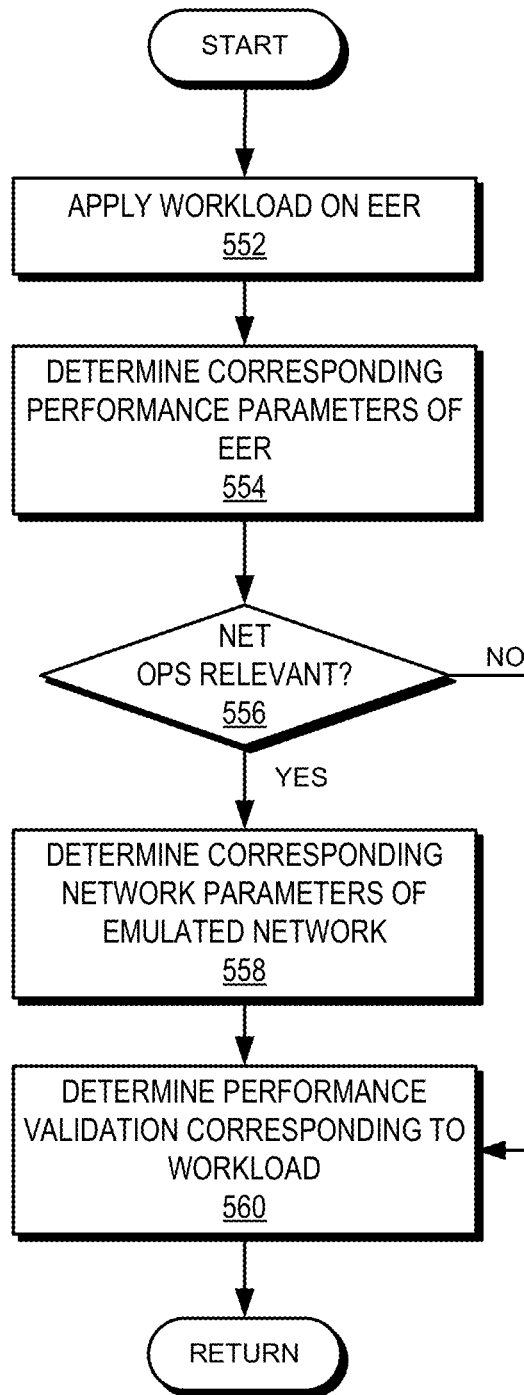 START
APPLY WORKLOAD ON EER
552
DETERMINE CORRESPONDING
PERFORMANCE PARAMETERS OF
EER
554
NET
OPS RELEVANT?
556
NO
YES
DETERMINE CORRESPONDING
NETWORK PARAMETERS OF
EMULATED NETWORK
558
DETERMINE PERFORMANCE
VALIDATION CORRESPONDING TO
WORKLOAD
560
RETURN